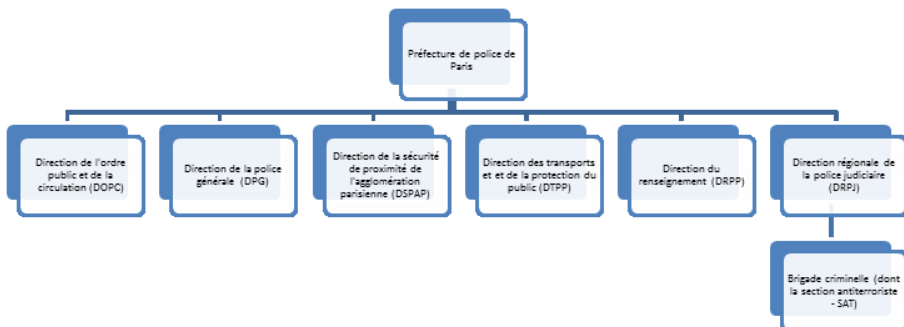 Préfecture de police de
Paris
Direction de l'ordre
public et de la
circulation (DOPC)
Direction de la police
générale (DPG)
Direction de la sécurité
de proximité de
l'agglomération
parisienne (DSPAP)
Direction des transports
et et de la protection du
public (DTPP)
Direction du
renseignement (DRPP)
Direction régionale de
la police judiciaire
(DRPJ)
Brigade criminelle (dont
la section antiterroriste
- SAT)